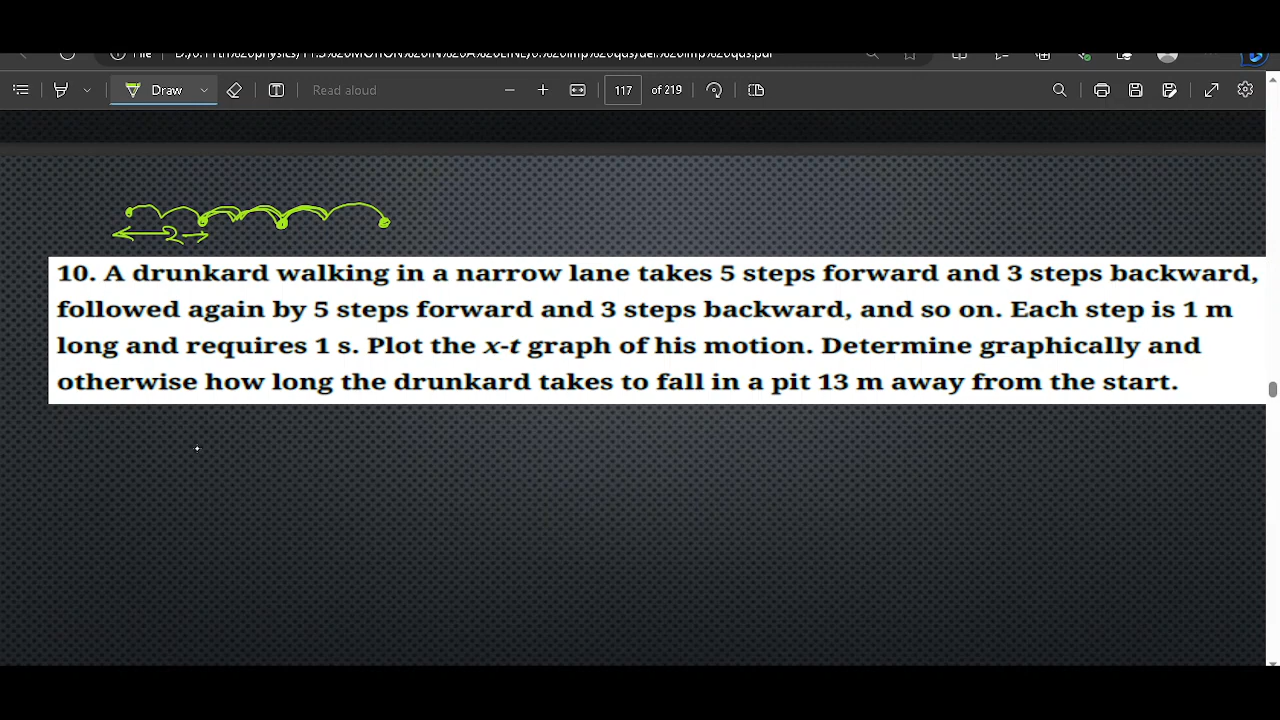 Draw
Read aloud
117 of 219
2
10. A drunkard walking in a narrow lane takes 5 steps forward and 3 steps backward,
followed again by 5 steps forward and 3 steps backward, and so on. Each step is 1 m
long and requires 1 s. Plot the x-t graph of his motion. Determine graphically and
otherwise how long the drunkard takes to fall in a pit 13 m away from the start.